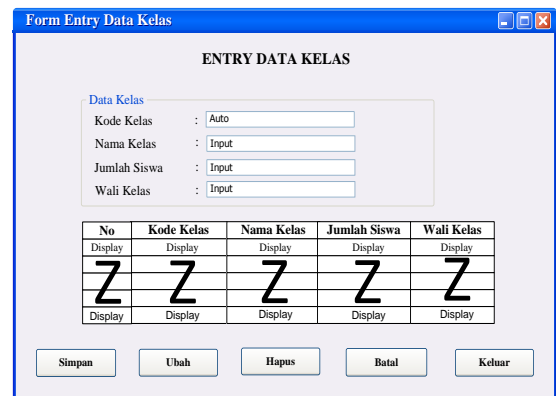 Form Entry Data Kelas
ENTRY DATA KELAS
Data Kelas
Kode Kelas : Auto
Nama Kelas : Input
Jumlah Siswa : Input
Wali Kelas : Input
No Kode Kelas Nama Kelas Jumlah Siswa Wali Kelas
Display Display Display Display Display
Z Z Z Z Z
Display Display Display Display Display
Simpan Ubah Hapus Batal Keluar